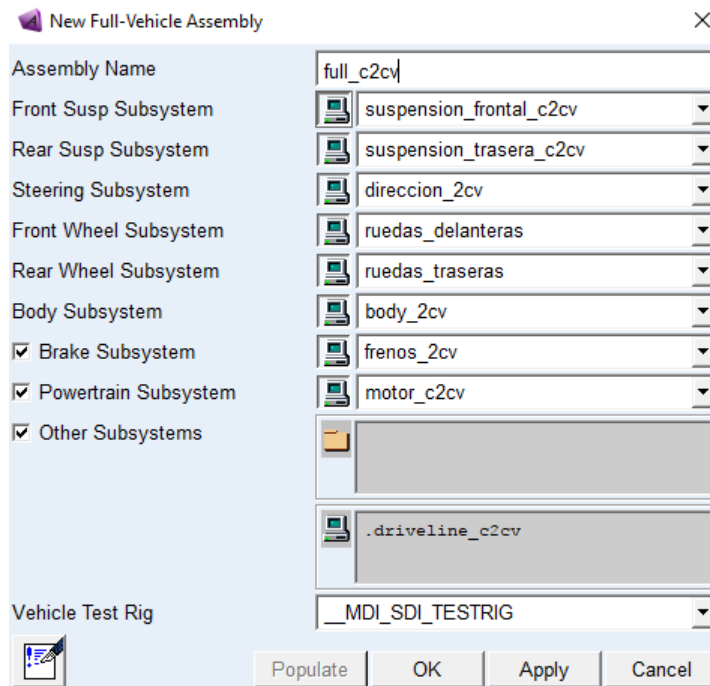 New Full-Vehicle Assembly
Assembly Name full_c2cv
Front Susp Subsystem suspension_frontal_c2cv
Rear Susp Subsystem suspension_trasera_c2cv
Steering Subsystem direccion_2cv
Front Wheel Subsystem ruedas_delanteras
Rear Wheel Subsystem ruedas_traseras
Body Subsystem body_2cv
Brake Subsystem frenos_2cv
Powertrain Subsystem motor_c2cv
Other Subsystems
.driveline_c2cv
Vehicle Test Rig __MDI_SDI_TESTRIG
Populate OK Apply Cancel